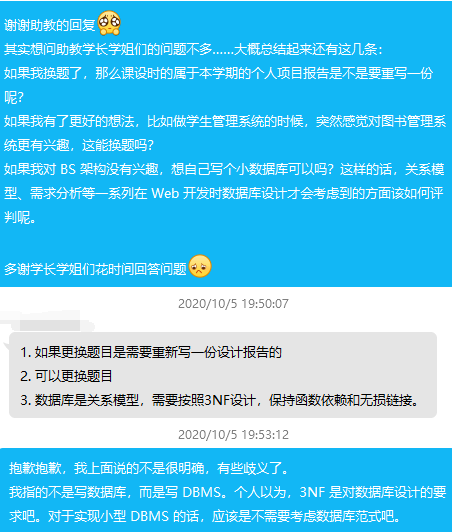 谢谢助教的回复
其实想问助教学长学姐们的问题不多……大概总结起来还有这几条：
如果我换题了，那么课设时的属于本学期的个人项目报告是不是要重写一份
呢？
如果我有了更好的想法，比如做学生管理系统的时候，突然感觉对图书管理系
统更有兴趣，这能换题吗？
如果我对 BS 架构没有兴趣，想自己写个小数据库可以吗？这样的话，关系模
型、需求分析等一系列在 Web 开发时数据库设计才会考虑到的方面该如何评
判呢。
多谢学长学姐们花时间回答问题
2020/10/5 19:50:07
1. 如果更换题目是需要重新写一份设计报告的
2. 可以更换题目
3. 数据库是关系模型，需要按照3NF设计，保持函数依赖和无损链接。
2020/10/5 19:53:12
抱歉抱歉，我上面说的不是很明确，有些歧义了。
我指的不是写数据库，而是写 DBMS。个人以为，3NF 是对数据库设计的要
求吧。对于实现小型 DBMS 的话，应该是不需要考虑数据库范式吧。